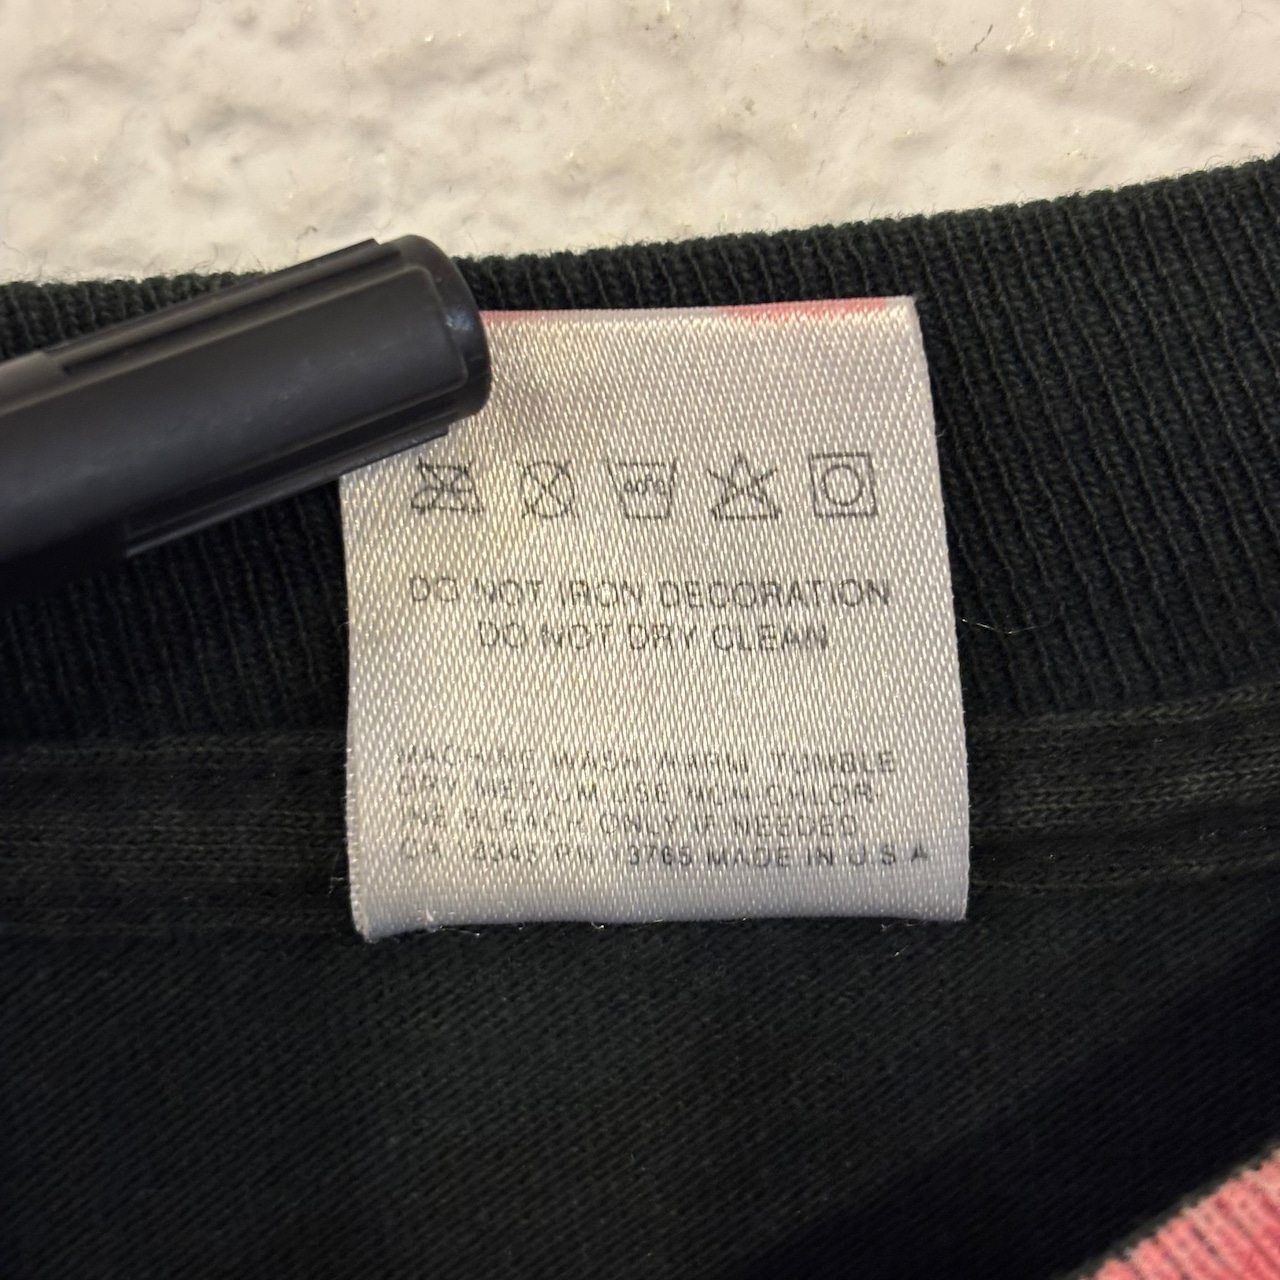 DO NOT IRON DECORATION
DO NOT DRY CLEAN
MACHINE WASH WARM, TUMBLE
DRY MEDIUM USE NON CHLOR
INE BLEACH ONLY IF NEEDED
13765 MADE IN U.S.A